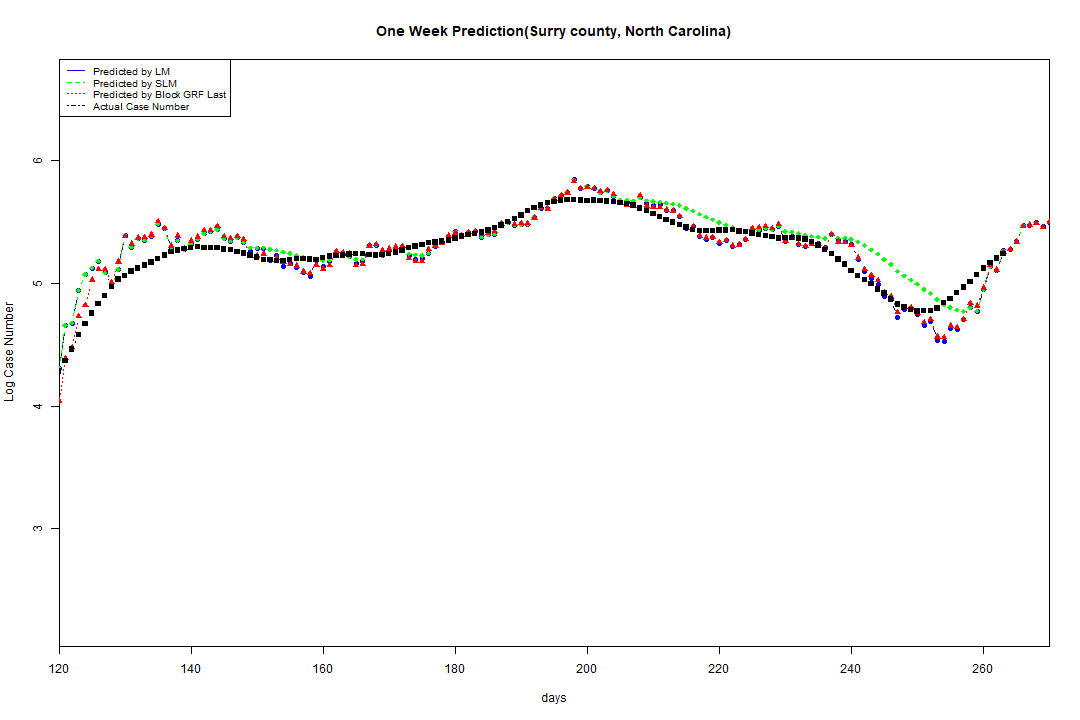 One Week Prediction(Surry county, North Carolina)
Predicted by LM
Predicted by SLM
Predicted by Block GRF Last
Actual Case Number
6
5
4
3
Log Case Number
120 140 160 180 200 220 240 260
days